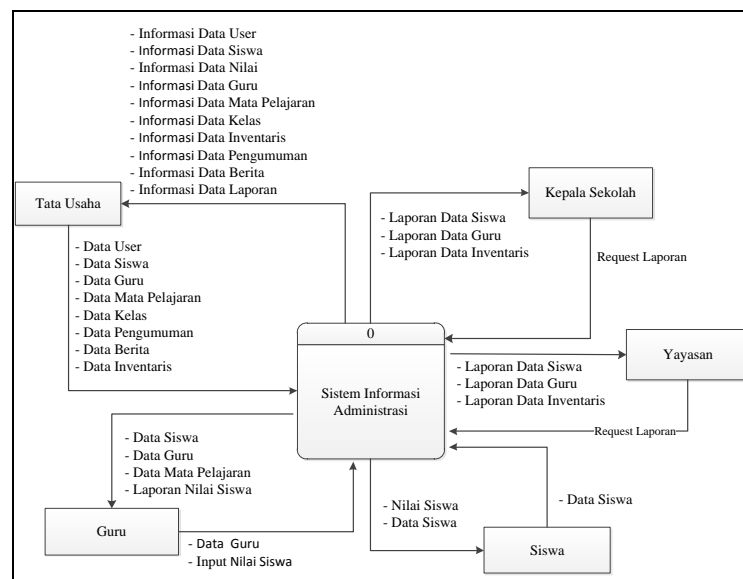 - Informasi Data User
- Informasi Data Siswa
- Informasi Data Nilai
- Informasi Data Guru
- Informasi Data Mata Pelajaran
- Informasi Data Kelas
- Informasi Data Inventaris
- Informasi Data Pengumuman
- Informasi Data Berita
- Informasi Data Laporan
Tata Usaha
Kepala Sekolah
- Laporan Data Siswa
- Laporan Data Guru
- Laporan Data Inventaris
Request Laporan
- Data User
- Data Siswa
- Data Guru
- Data Mata Pelajaran
- Data Kelas
- Data Pengumuman
- Data Berita
- Data Inventaris
0
Sistem Informasi
Administrasi
Yayasan
- Laporan Data Siswa
- Laporan Data Guru
- Laporan Data Inventaris
Request Laporan
- Data Siswa
- Data Guru
- Data Mata Pelajaran
- Laporan Nilai Siswa
Guru
- Data Guru
- Input Nilai Siswa
- Nilai Siswa
- Data Siswa
- Data Siswa
Siswa